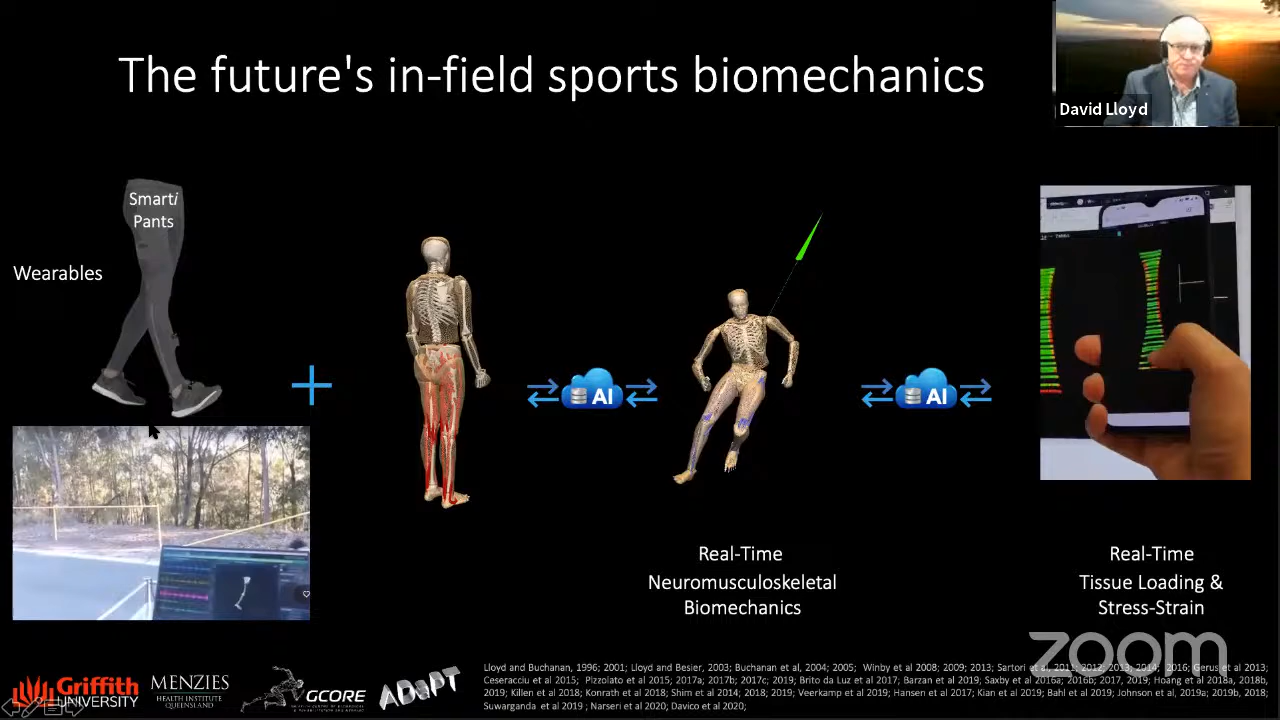 The future's in-field sports biomechanics
David Lloyd
Smarti
Pants
Wearables
AI
AI
Real-Time
Neuromusculoskeletal
Biomechanics
Real-Time
Tissue Loading &
Stress-Strain
zoom
Griffith
UNIVERSITY
MENZIES
HEALTH INSTITUTE
QUEENSLAND
GCORE
ADAPT
Lloyd and Buchanan, 1996; 2001; Lloyd and Besier, 2003; Buchanan et al, 2004; 2005; Winby et al 2008; 2009; 2013; Sartori et al, 2011; 2012; 2013; 2014; 2016; Gerus et al 2013;
Ceseracciu et al 2015; Pizzolato et al 2015; 2017a; 2017b; 2017c; 2019; Brito da Luz et al 2017; Barzan et al 2019; Saxby et al 2016a; 2016b; 2017, 2019; Hoang et al 2018a, 2018b,
2019; Killen et al 2018; Konrath et al 2018; Shim et al 2014; 2018; 2019; Veerkamp et al 2019; Hansen et al 2017; Kian et al 2019; Bahl et al 2019; Johnson et al, 2019a; 2019b, 2018;
Suwarganda et al 2019 ; Narseri et al 2020; Davico et al 2020;